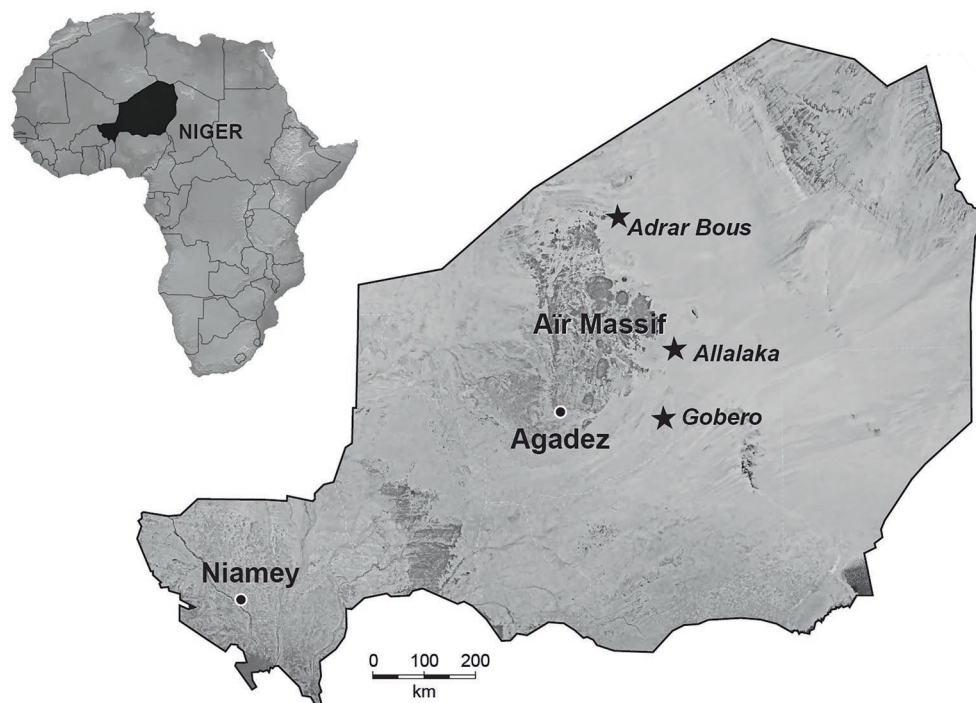 NIGER
Adrar Bous
Aïr Massif
Allalaka
Gobero
Agadez
Niamey
0 100 200
km